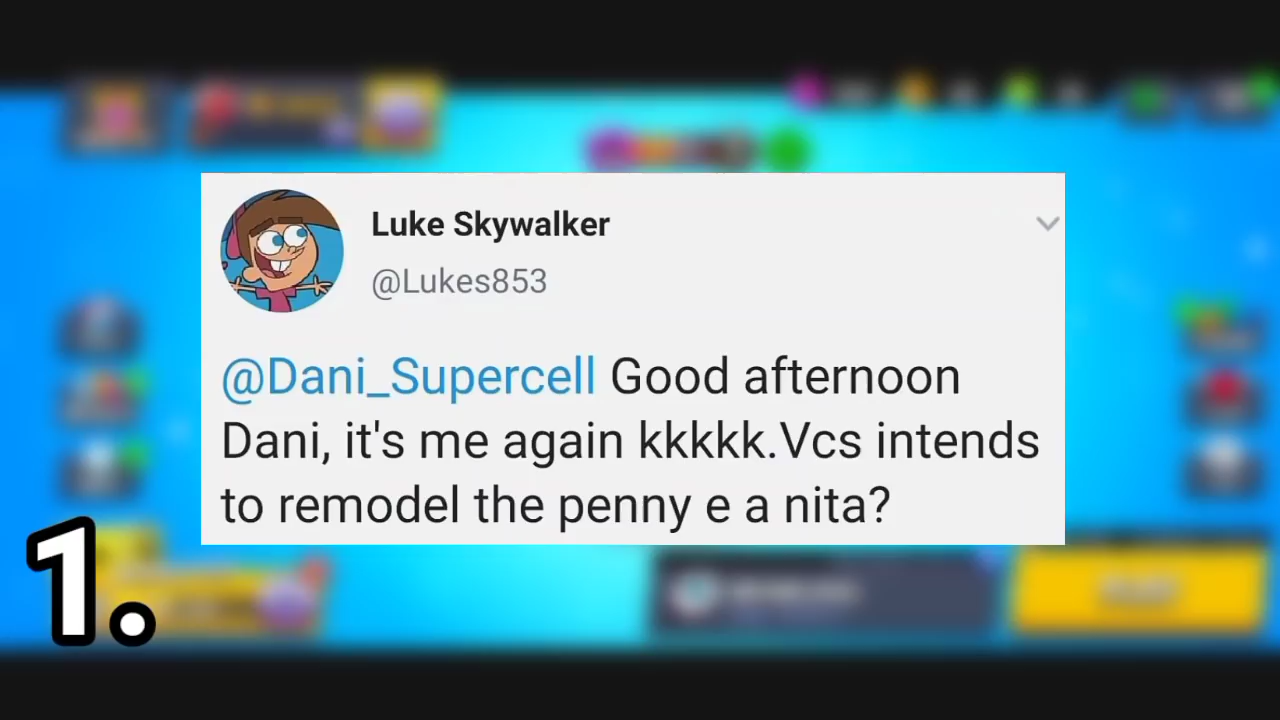 Luke Skywalker
@Lukes853
@Dani_Supercell Good afternoon
Dani, it's me again kkkkk.Vcs intends
to remodel the penny e a nita?
1.